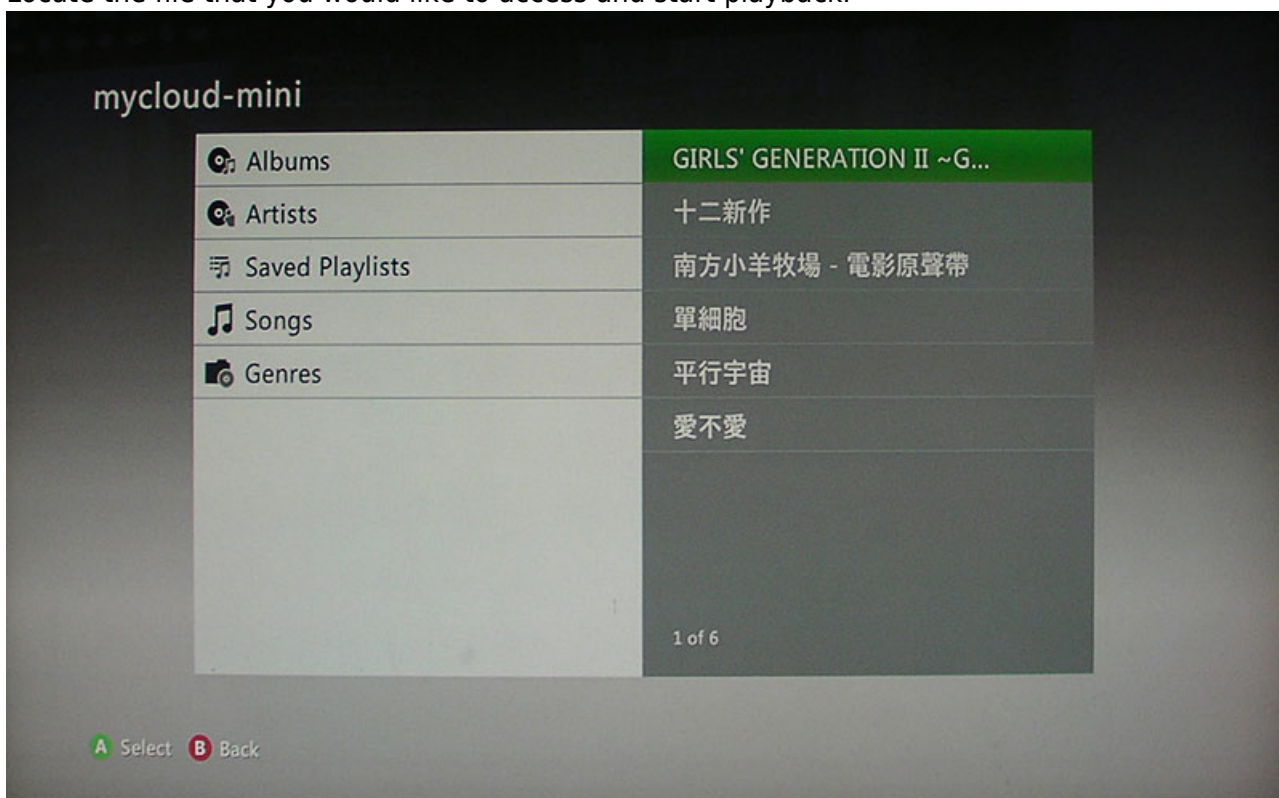 Locate the file that you would like to access and start playback.
mycloud-mini
Albums
Artists
Saved Playlists
Songs
Genres
GIRLS' GENERATION II ~G...
十二新作
南方小羊牧場 - 電影原聲帶
單細胞
平行宇宙
愛不愛
1 of 6
A Select B Back